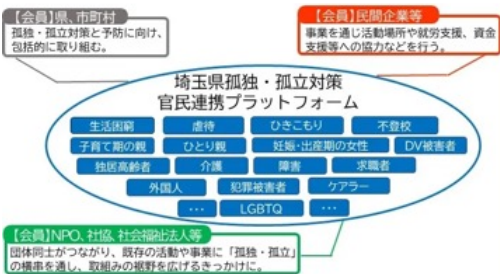 【会員】県、市町村
孤独・孤立対策と予防に向け、
包括的に取り組む。
【会員】民間企業等
事業を通じ活動場所や就労支援、資金
支援等への協力などを行う。
埼玉県孤独・孤立対策
官民連携プラットフォーム
生活困窮 虐待 ひきこもり 不登校
子育て期の親 ひとり親 妊娠・出産期の女性 DV被害者
独居高齢者 介護 障害 求職者
外国人 犯罪被害者 ケアラー
… LGBTQ …
【会員】NPO、社協、社会福祉法人等
団体同士がつながり、既存の活動や事業に「孤独・孤立」
の横串を通し、取組みの裾野を広げるきっかけに。